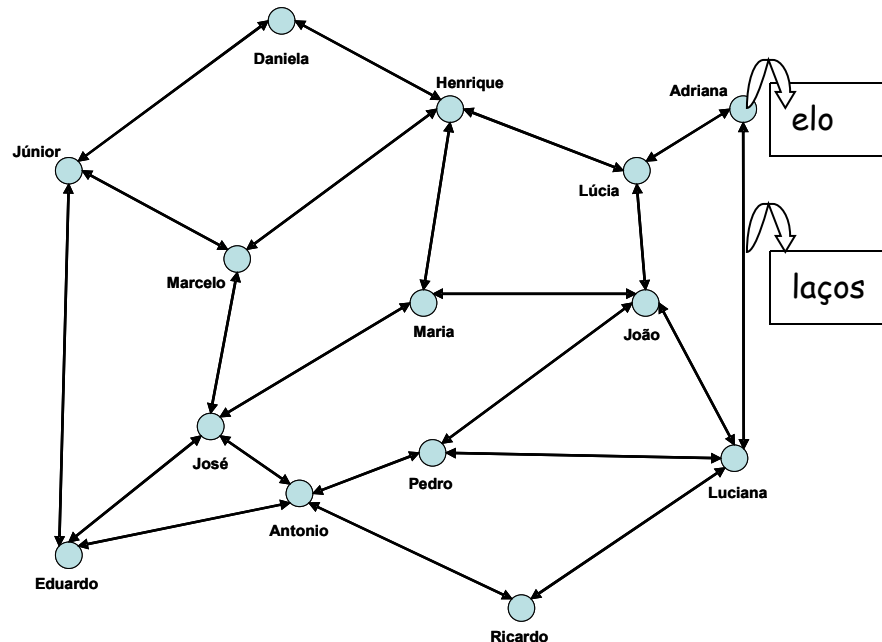 Daniela
Henrique
Adriana
elo
Júnior
Lúcia
Marcelo
laços
Maria
João
José
Pedro
Luciana
Antonio
Eduardo
Ricardo